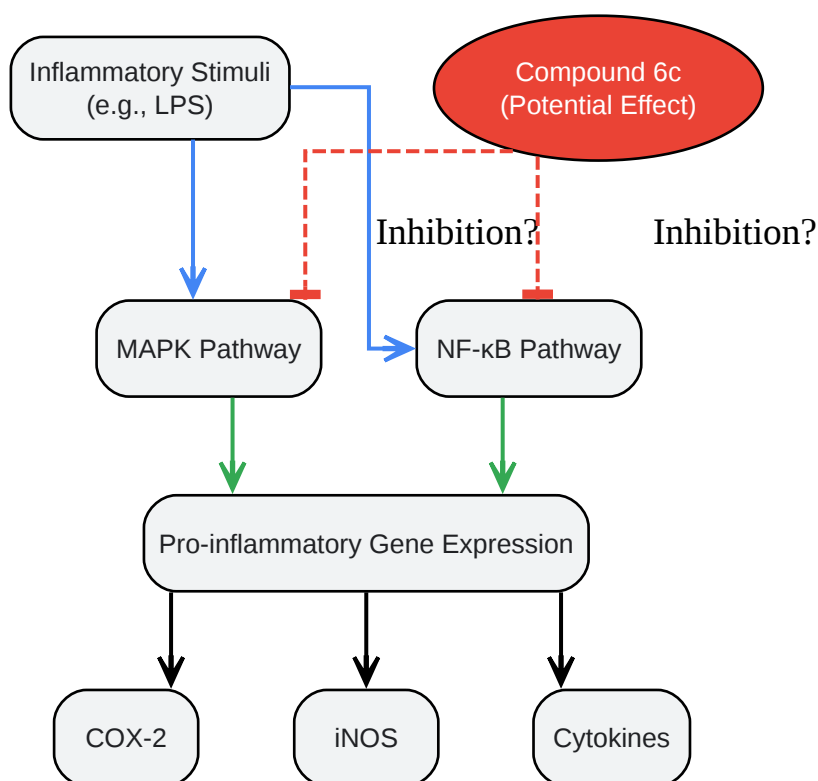 Inflammatory Stimuli
(e.g., LPS)
Compound 6c
(Potential Effect)
Inhibition?
Inhibition?
MAPK Pathway
NF-κB Pathway
Pro-inflammatory Gene Expression
COX-2
iNOS
Cytokines